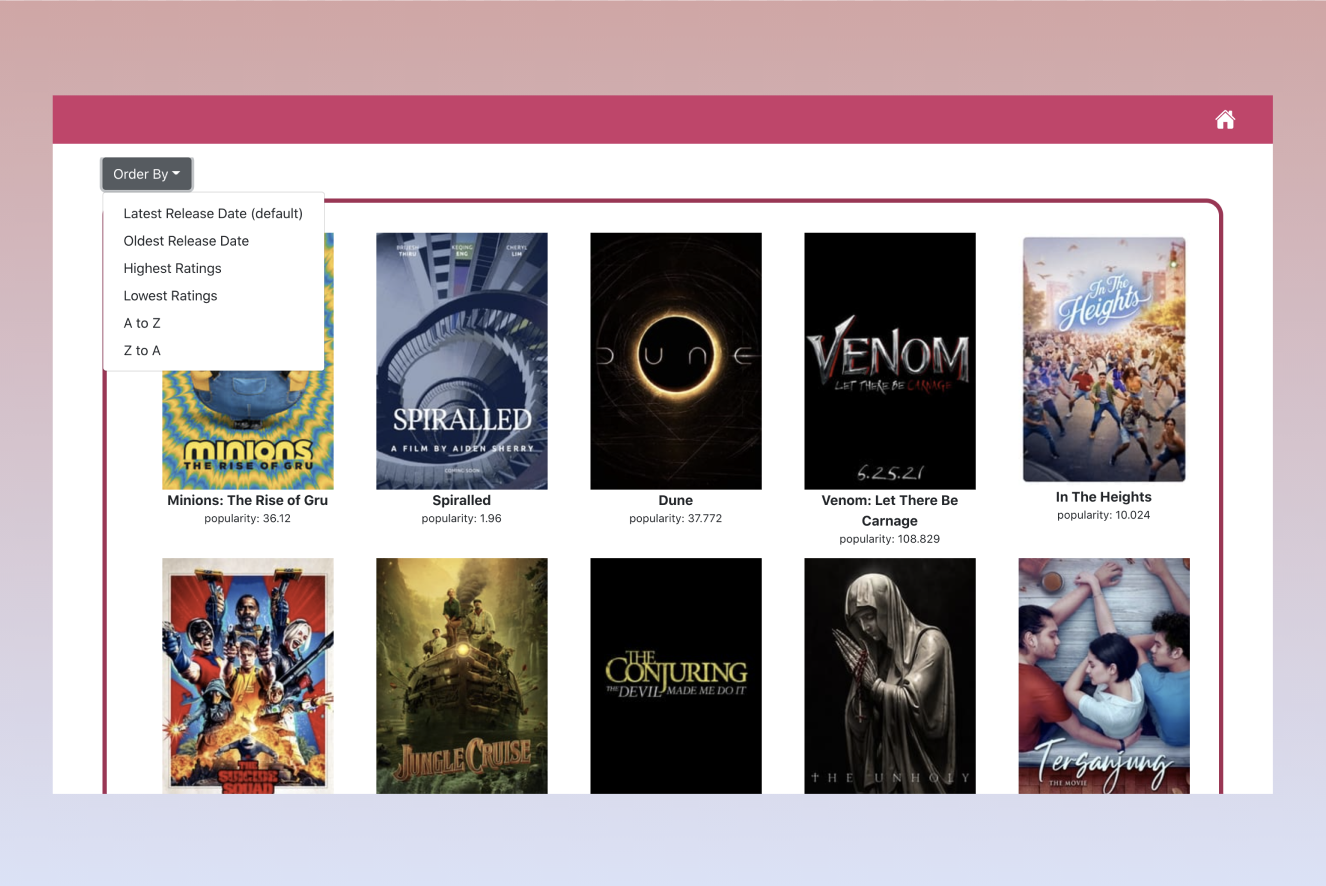 Order By
Latest Release Date (default)
Oldest Release Date
Highest Ratings
Lowest Ratings
A to Z
Z to A
MINIONS
THE RISE OF GRU
Minions: The Rise of Gru
popularity: 36.12
BRIJESH THIRU
KEQING ENG
CHERYL LIM
SPIRALLED
A FILM BY AIDEN SHERRY
COMING SOON
Spiralled
popularity: 1.96
DUNE
Dune
popularity: 37.772
VENOM
LET THERE BE CARNAGE
6.25.21
Venom: Let There Be
Carnage
popularity: 108.829
In The
Heights
In The Heights
popularity: 10.024
THE
SUICIDE
SQUAD
JUNGLE CRUISE
THE
CONJURING
THE DEVIL MADE ME DO IT
THE UNHOLY
Tersanjung
THE MOVIE